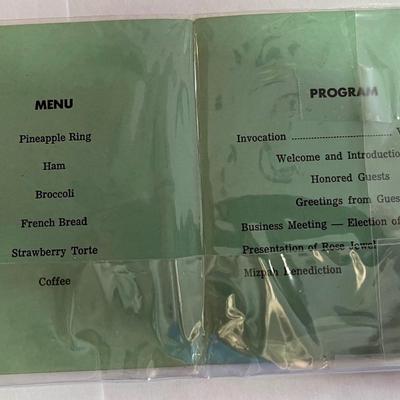 MENU
Pineapple Ring
Ham
Broccoli
French Bread
Strawberry Torte
Coffee
PROGRAM
Invocation ................................ V
Welcome and Introductio
Honored Guests
Greetings from Gues
Business Meeting — Election of
Presentation of Rose Jewel
Mizpah Benediction